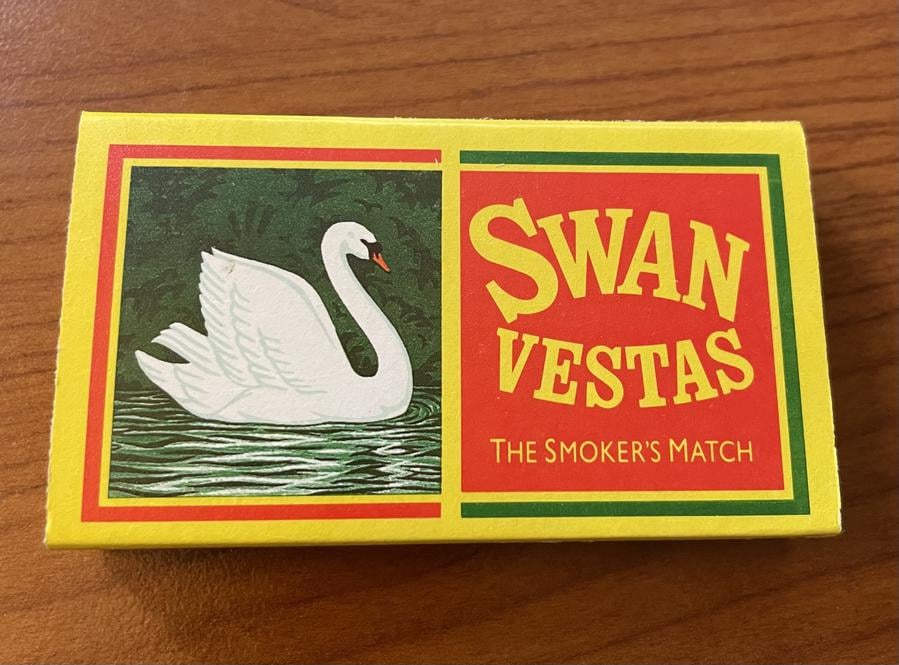 SWAN
VESTAS
THE SMOKER'S MATCH